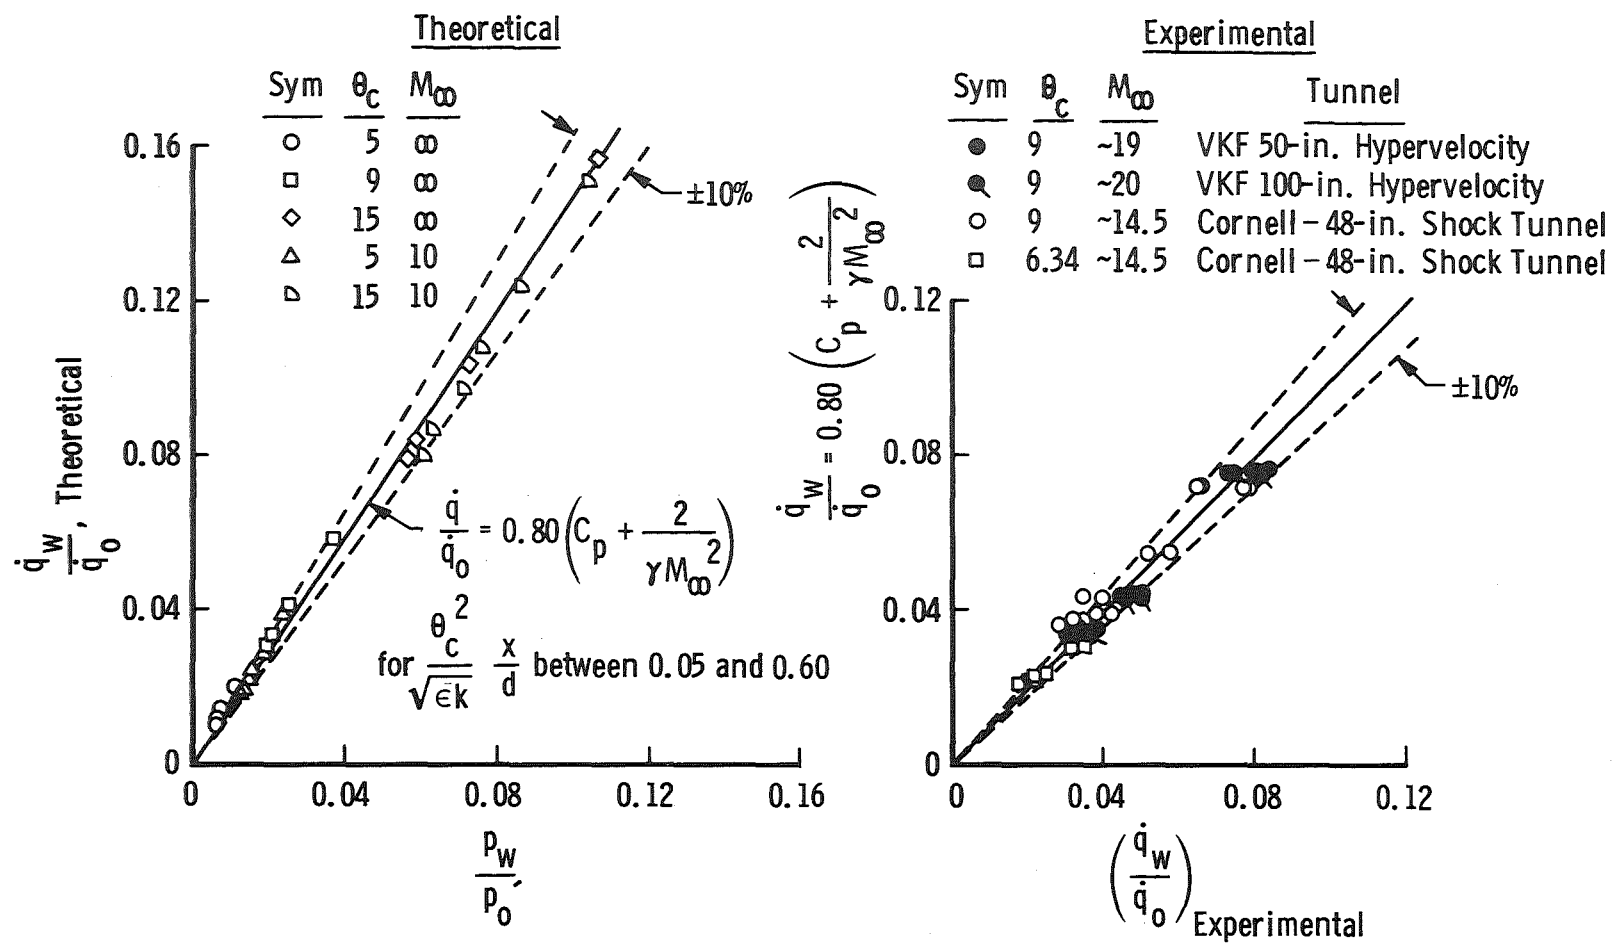 Theoretical
Sym θc M∞
5 ∞
9 ∞
15 ∞
5 10
15 10
±10%
0.16
0.12
0.08
0.04
0
q̇w/q̇o, Theoretical
q̇/q̇o = 0.80(Cp + 2/γM∞²)
for θc²/√ϵ̄k x/d between 0.05 and 0.60
0 0.04 0.08 0.12 0.16
pw/po′
Experimental
Sym θc M∞ Tunnel
9 ~19 VKF 50-in. Hypervelocity
9 ~20 VKF 100-in. Hypervelocity
9 ~14.5 Cornell-48-in. Shock Tunnel
6.34 ~14.5 Cornell-48-in. Shock Tunnel
±10%
q̇w/q̇o = 0.80(Cp + 2/γM∞²)
0.12
0.08
0.04
0
0 0.04 0.08 0.12
(q̇w/q̇o)Experimental